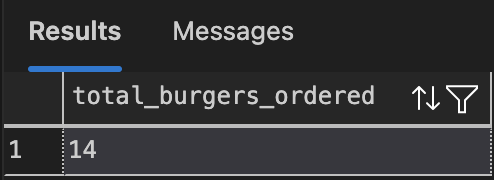 Results Messages
total_burgers_ordered
1 14